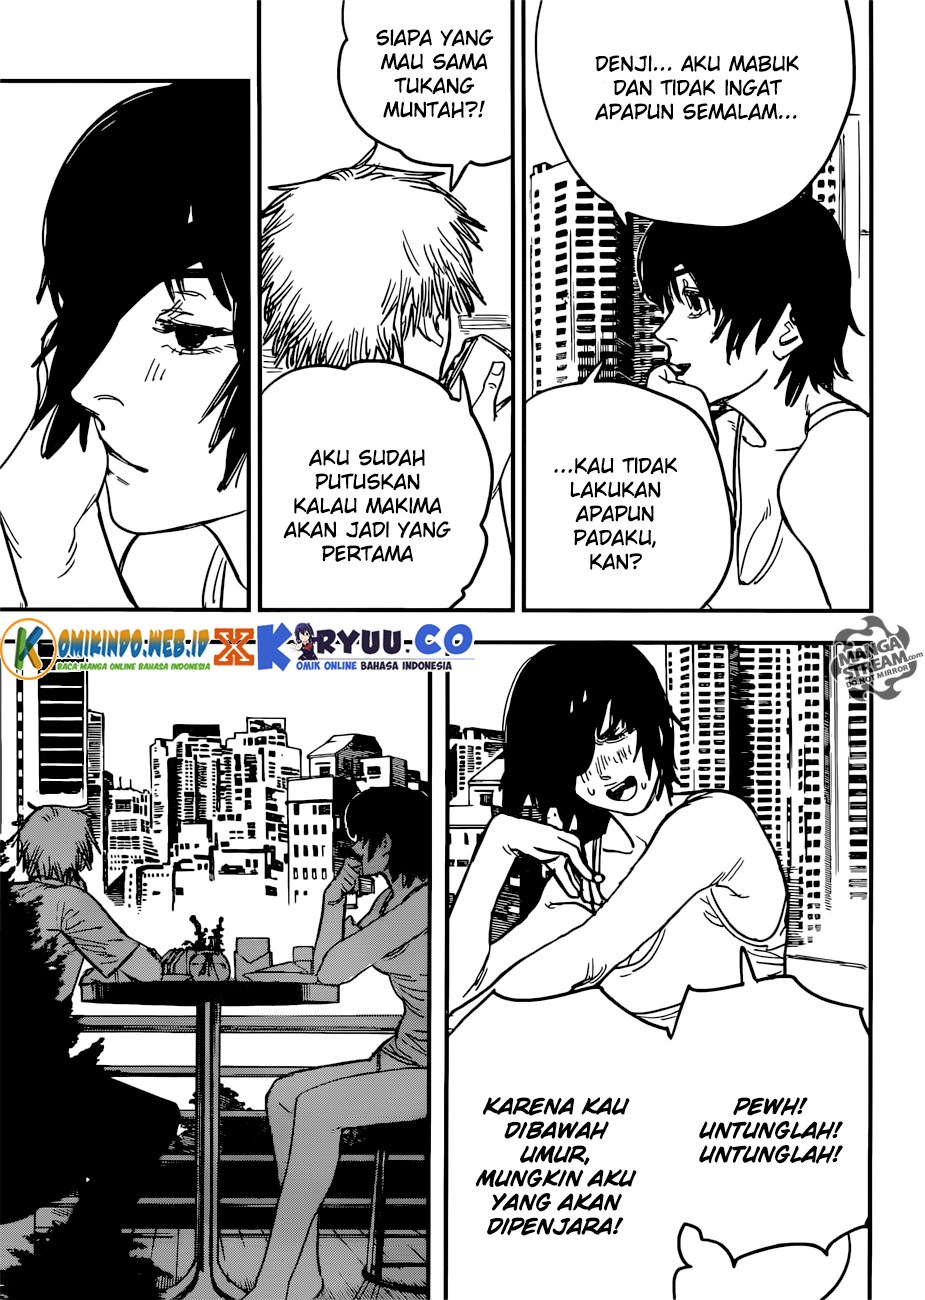 DENJI... AKU MABUK
DAN TIDAK INGAT
APAPUN SEMALAM...
...KAU TIDAK
LAKUKAN
APAPUN
PADAKU,
KAN?
SIAPA YANG
MAU SAMA
TUKANG
MUNTAH?!
AKU SUDAH
PUTUSKAN
KALAU MAKIMA
AKAN JADI YANG
PERTAMA
KOMIKINDO.WEB.ID X KIRYUU.CO
BACA MANGA ONLINE BAHASA INDONESIA
OMIK ONLINE BAHASA INDONESIA
MANGA
STREAM.com
DO NOT MIRROR
PEWH!
UNTUNGLAH!
UNTUNGLAH!
KARENA KAU
DIBAWAH
UMUR,
MUNGKIN AKU
YANG AKAN
DIPENJARA!